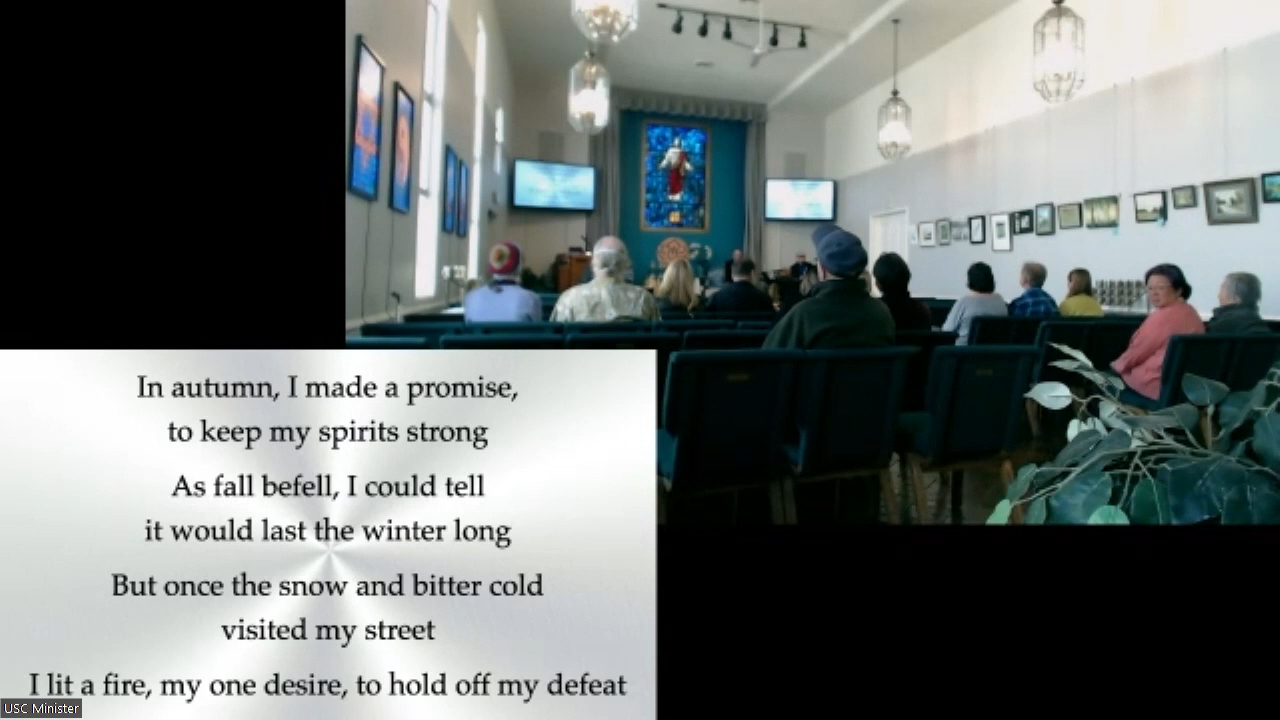 In autumn, I made a promise,
to keep my spirits strong
As fall befell, I could tell
it would last the winter long
But once the snow and bitter cold
visited my street
I lit a fire, my one desire, to hold off my defeat
USC Minister